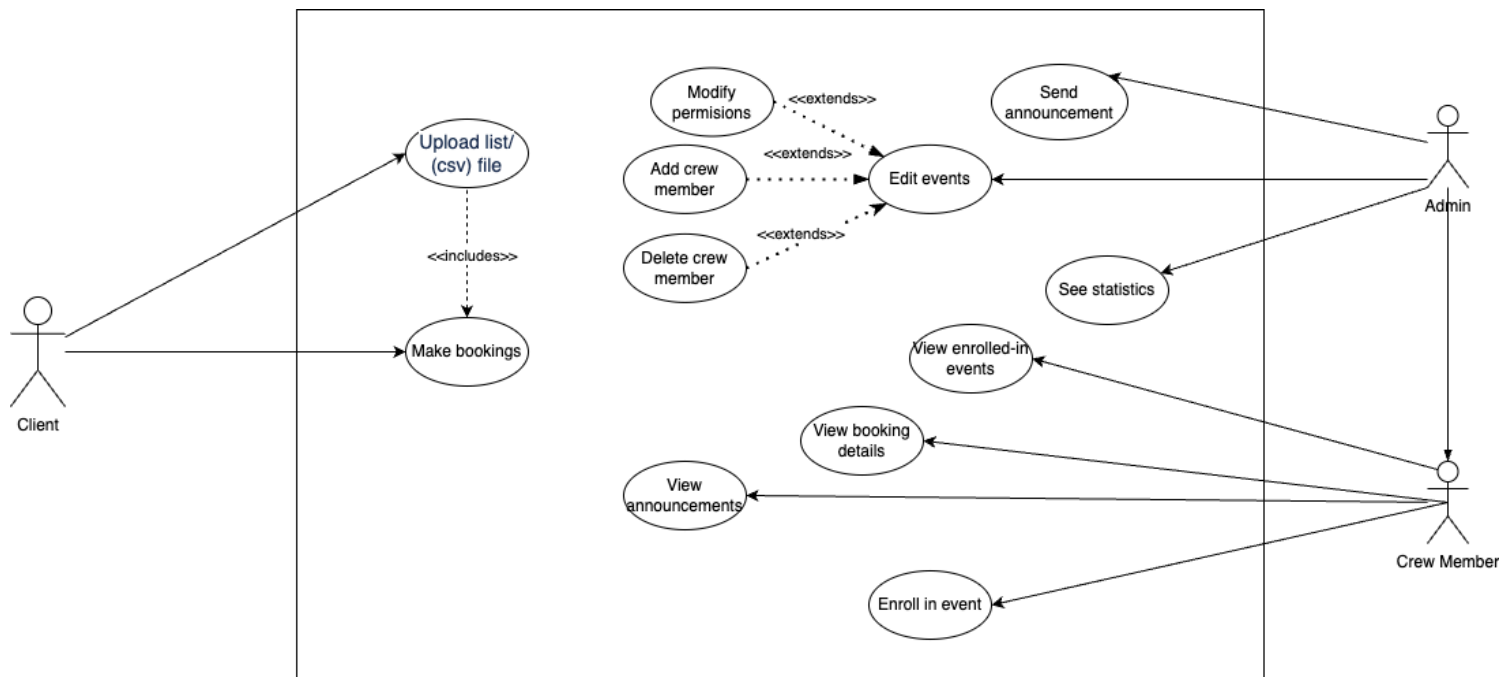 Modify
permisions
<<extends>>
Send
announcement
Upload list/
(csv) file
Add crew
member
<<extends>>
Edit events
Admin
<<extends>>
Delete crew
member
<<includes>>
See statistics
Make bookings
View enrolled-in
events
Client
View booking
details
View
announcements
Crew Member
Enroll in event